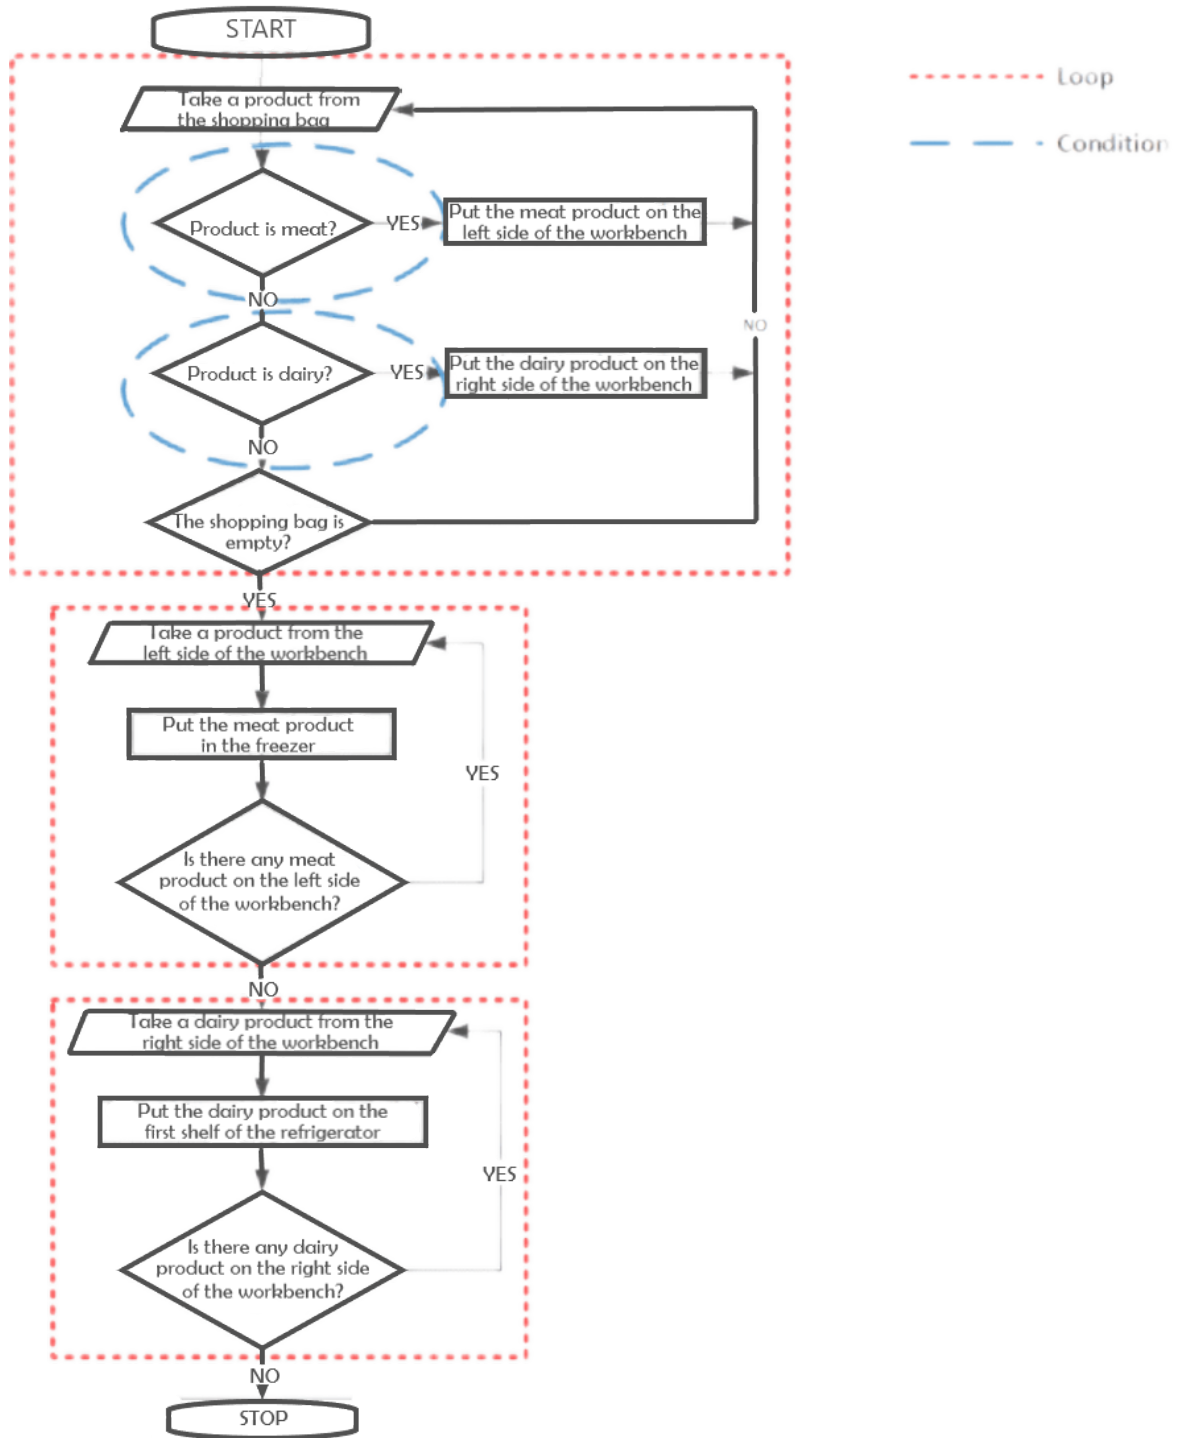 START
Loop
Take a product from
the shopping bag
Condition
Product is meat?
YES
Put the meat product on the
left side of the workbench
NO
NO
Product is dairy?
YES
Put the dairy product on the
right side of the workbench
NO
The shopping bag is
empty?
YES
Take a product from the
left side of the workbench
Put the meat product
in the freezer
YES
Is there any meat
product on the left side
of the workbench?
NO
Take a dairy product from the
right side of the workbench
Put the dairy product on the
first shelf of the refrigerator
YES
Is there any dairy
product on the right side
of the workbench?
NO
STOP